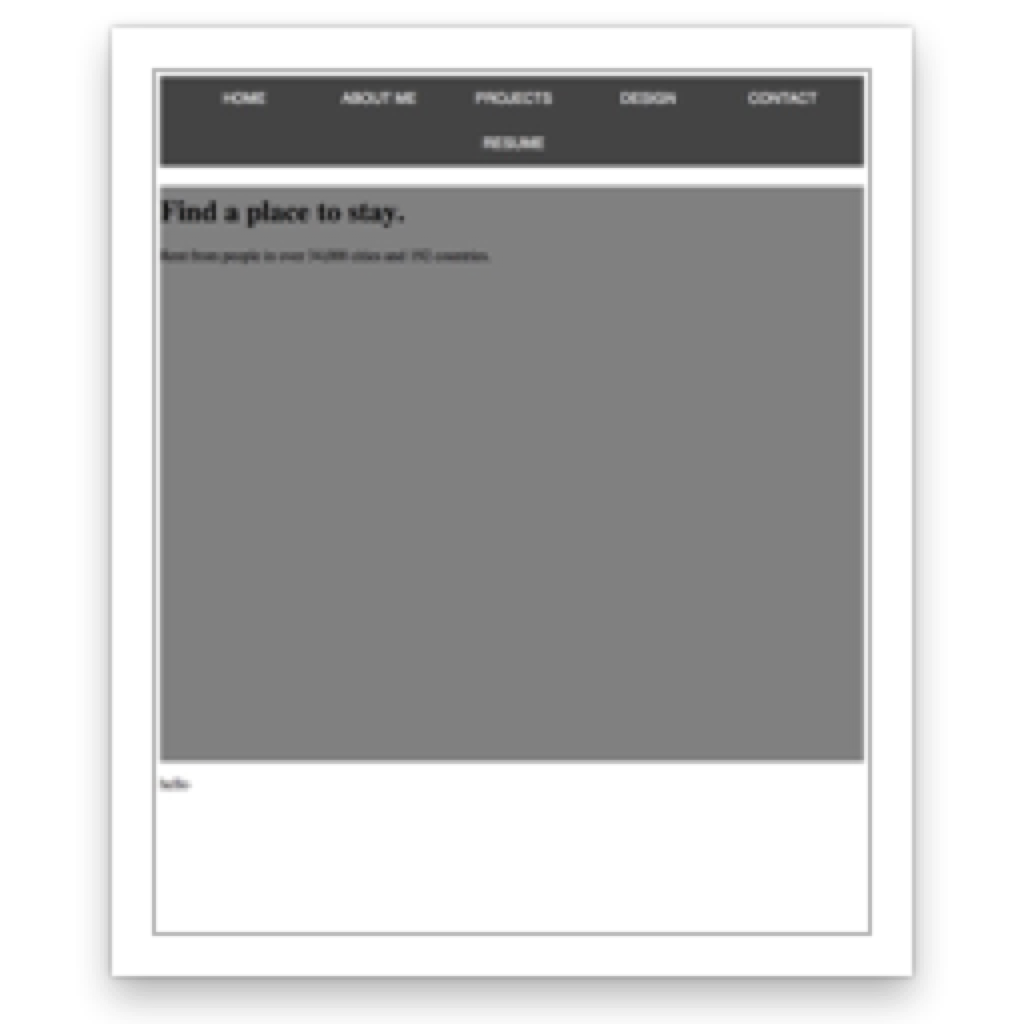 HOME ABOUT ME PROJECTS DESIGN CONTACT
RESUME
Find a place to stay.
Rent from people in over 34,000 cities and 192 countries.
hello